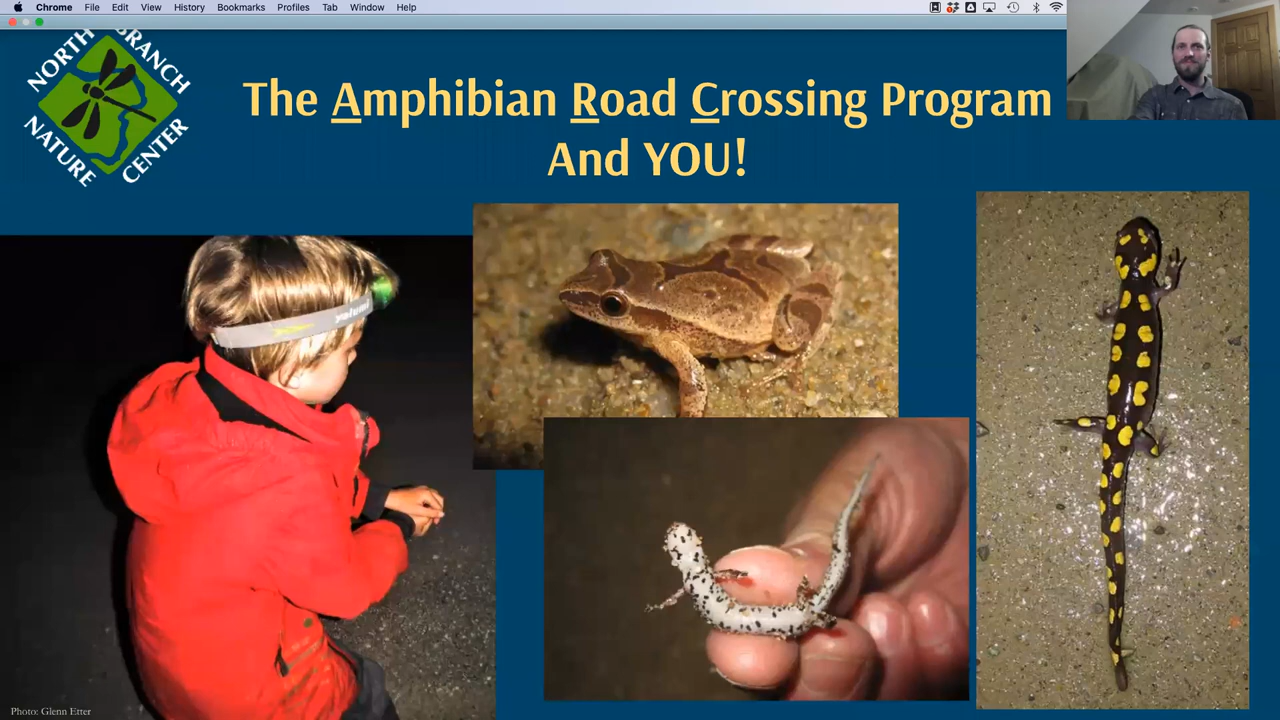 Chrome File Edit View History Bookmarks Profiles Tab Window Help
NORTH BRANCH
NATURE CENTER
The Amphibian Road Crossing Program
And YOU!
Photo: Glenn Etter